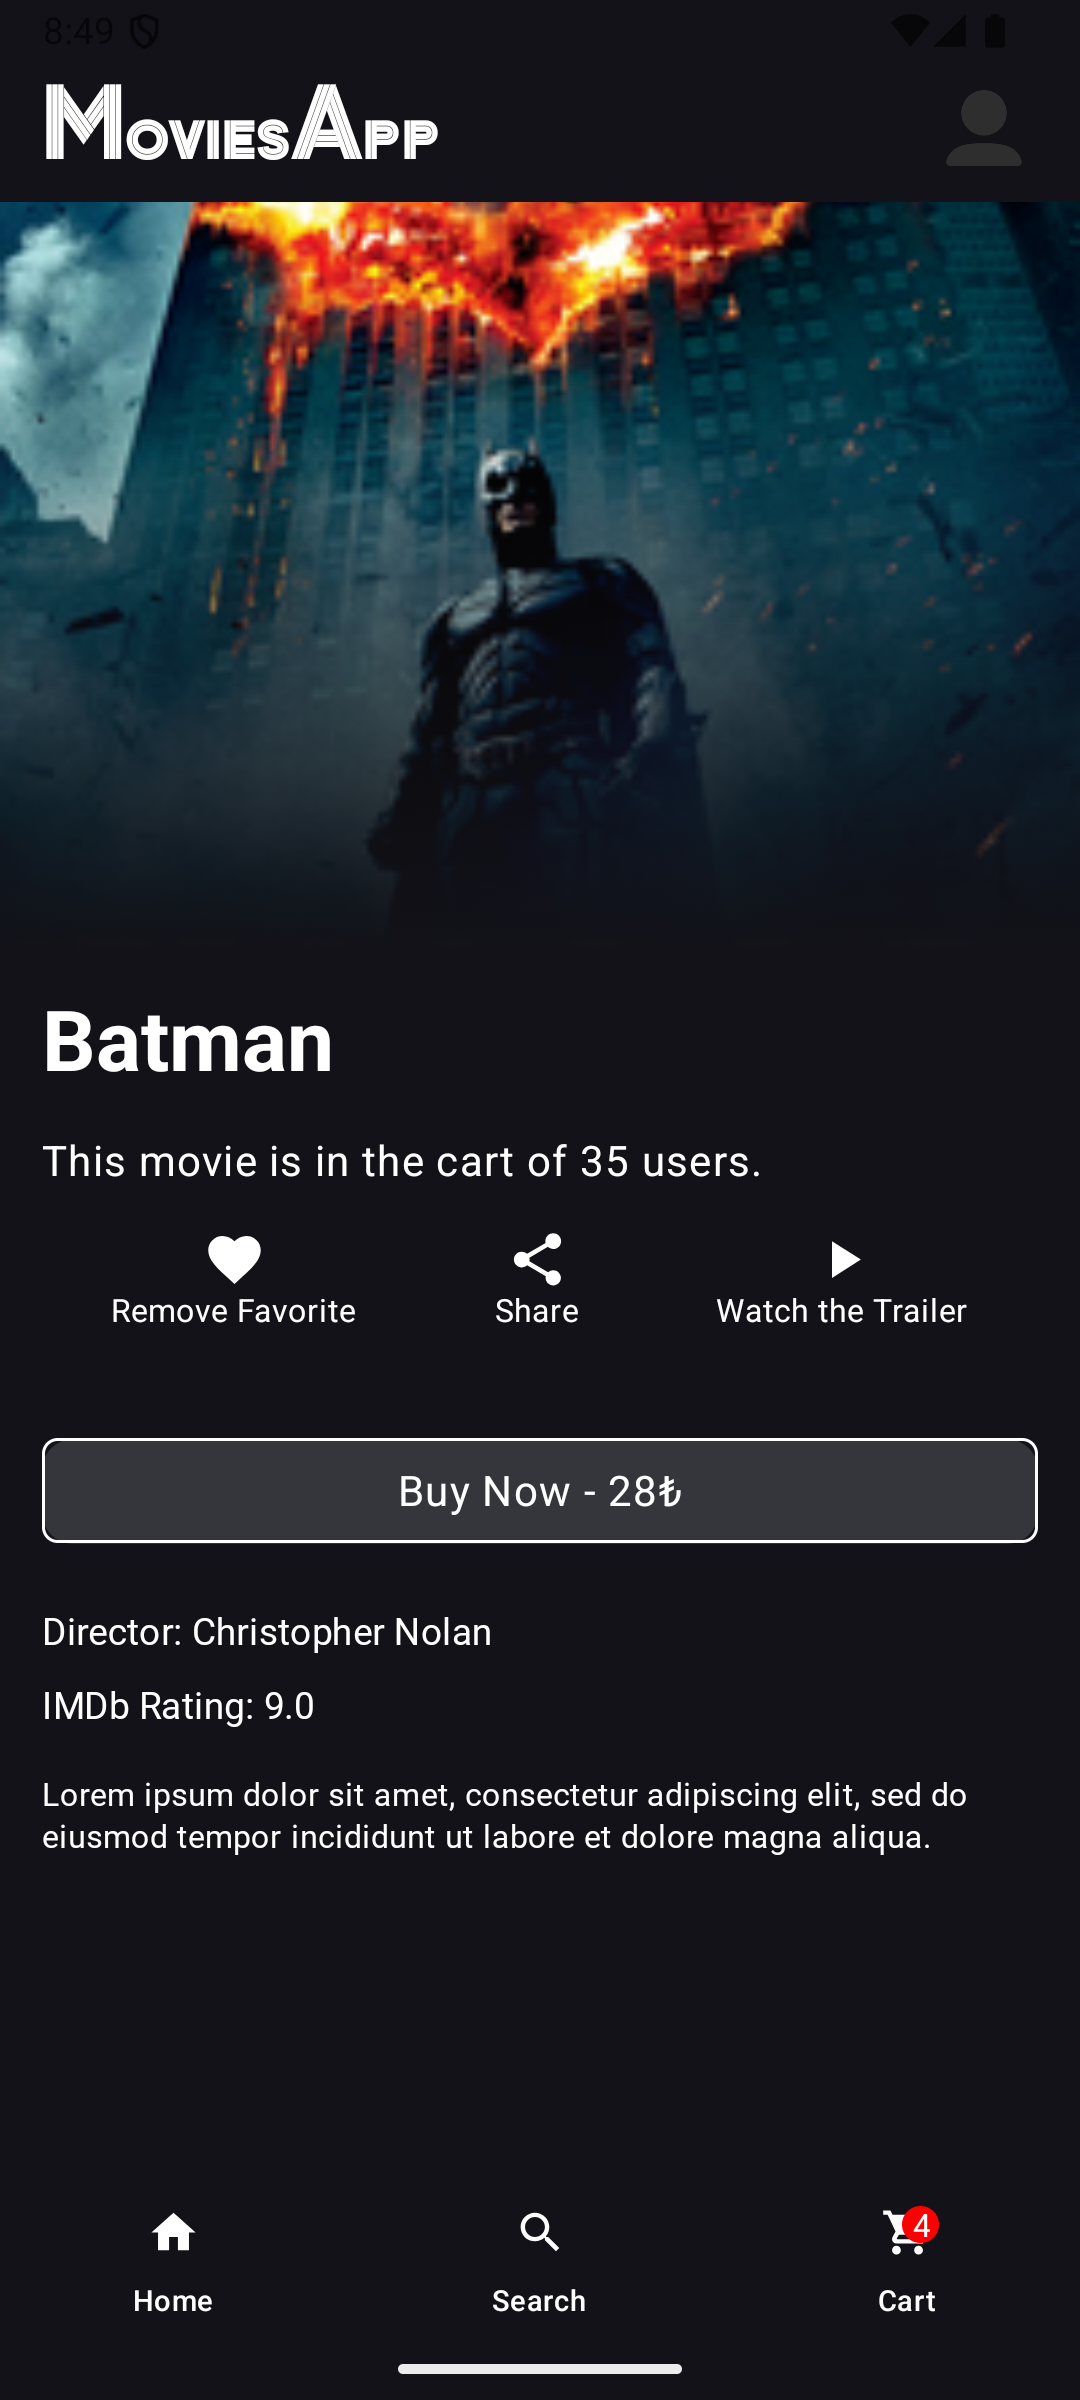 8:49
MoviesApp
Batman
This movie is in the cart of 35 users.
Remove Favorite
Share
Watch the Trailer
Buy Now - 28₺
Director: Christopher Nolan
IMDb Rating: 9.0
Lorem ipsum dolor sit amet, consectetur adipiscing elit, sed do
eiusmod tempor incididunt ut labore et dolore magna aliqua.
4
Home
Search
Cart